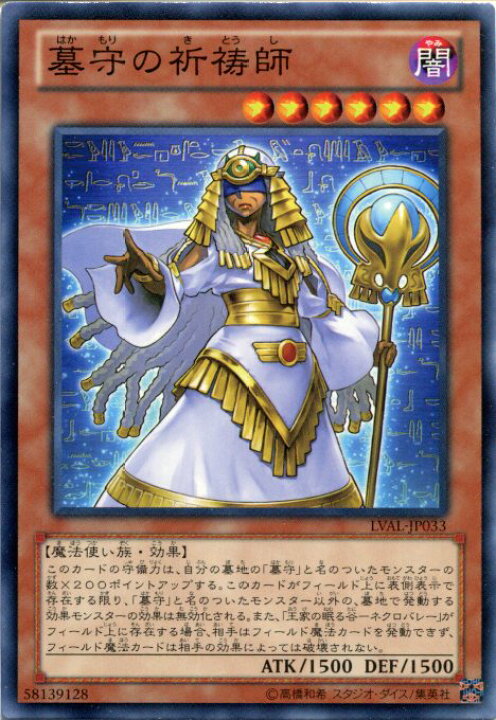 はかもりのきとうし
墓守の祈祷師
やみ
闇
LVAL-JP033
【魔法使い族・効果】
このカードの守備力は、自分の墓地の「墓守」と名のついたモンスターの
数×200ポイントアップする。このカードがフィールド上に表側表示で
存在する限り、「墓守」と名のついたモンスター以外の、墓地で発動する
効果モンスターの効果は無効化される。また、「王家の眠る谷-ネクロバレー」が
フィールド上に存在する場合、相手はフィールド魔法カードを発動できず、
フィールド魔法カードは相手の効果によっては破壊されない。
ATK/1500 DEF/1500
58139128
©高橋和希 スタジオ・ダイス/集英社